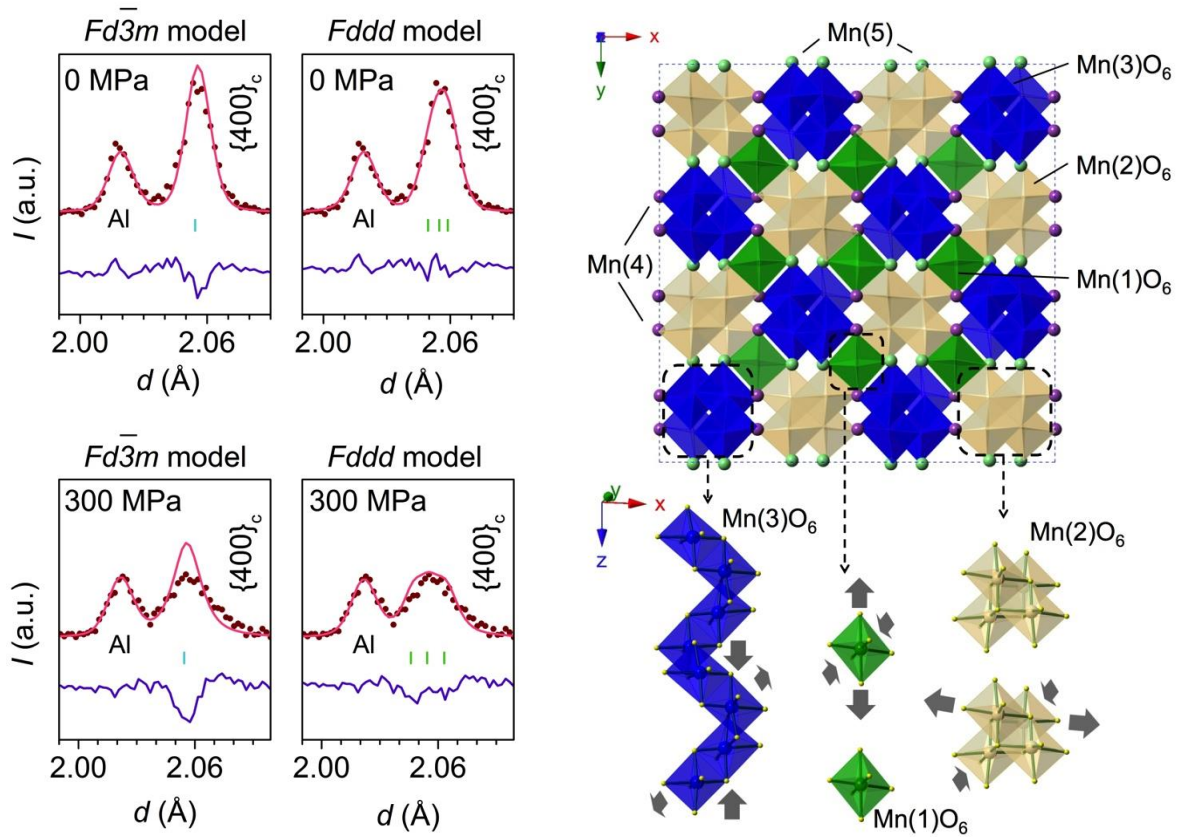 Fd3̅m model
Fddd model
0 MPa
{400}c
Al
0 MPa
{400}c
Al
I (a.u.)
2.00
2.06
2.00
2.06
d (Å)
d (Å)
Fd3̅m model
Fddd model
300 MPa
{400}c
Al
300 MPa
{400}c
Al
I (a.u.)
2.00
2.06
2.00
2.06
d (Å)
d (Å)
z
x
y
Mn(5)
Mn(3)O6
Mn(2)O6
Mn(4)
Mn(1)O6
y
x
z
Mn(3)O6
Mn(2)O6
Mn(1)O6